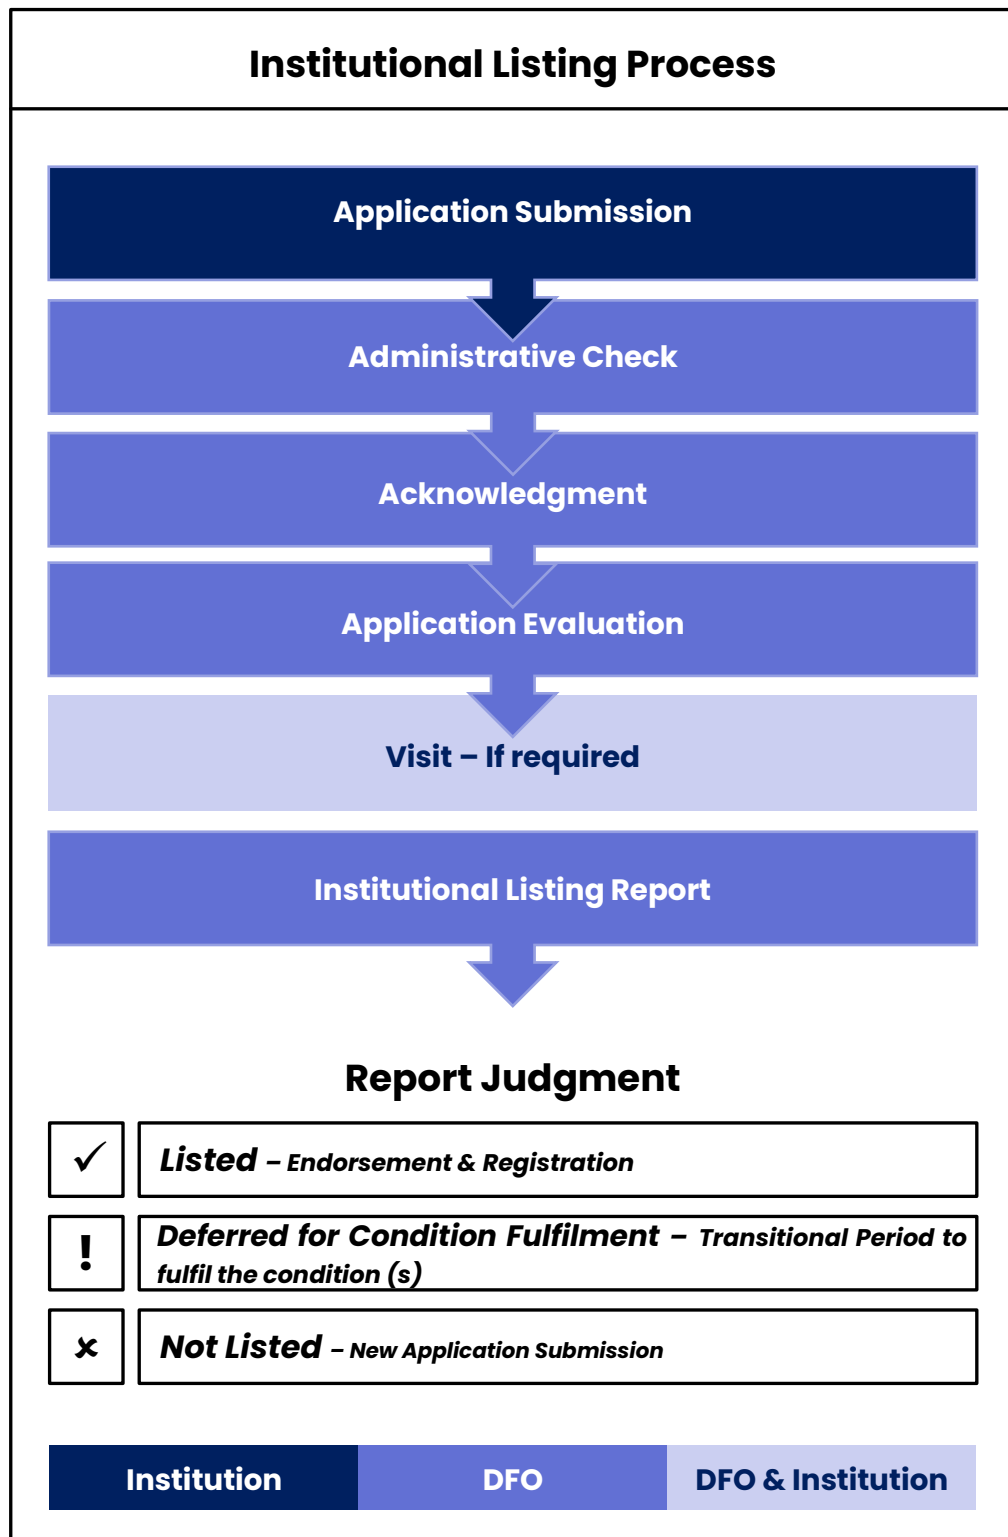 Institutional Listing Process
Application Submission
Administrative Check
Acknowledgment
Application Evaluation
Visit – If required
Institutional Listing Report
Report Judgment
✓
Listed – Endorsement & Registration
!
Deferred for Condition Fulfilment – Transitional Period to
fulfil the condition (s)
×
Not Listed – New Application Submission
Institution
DFO
DFO & Institution